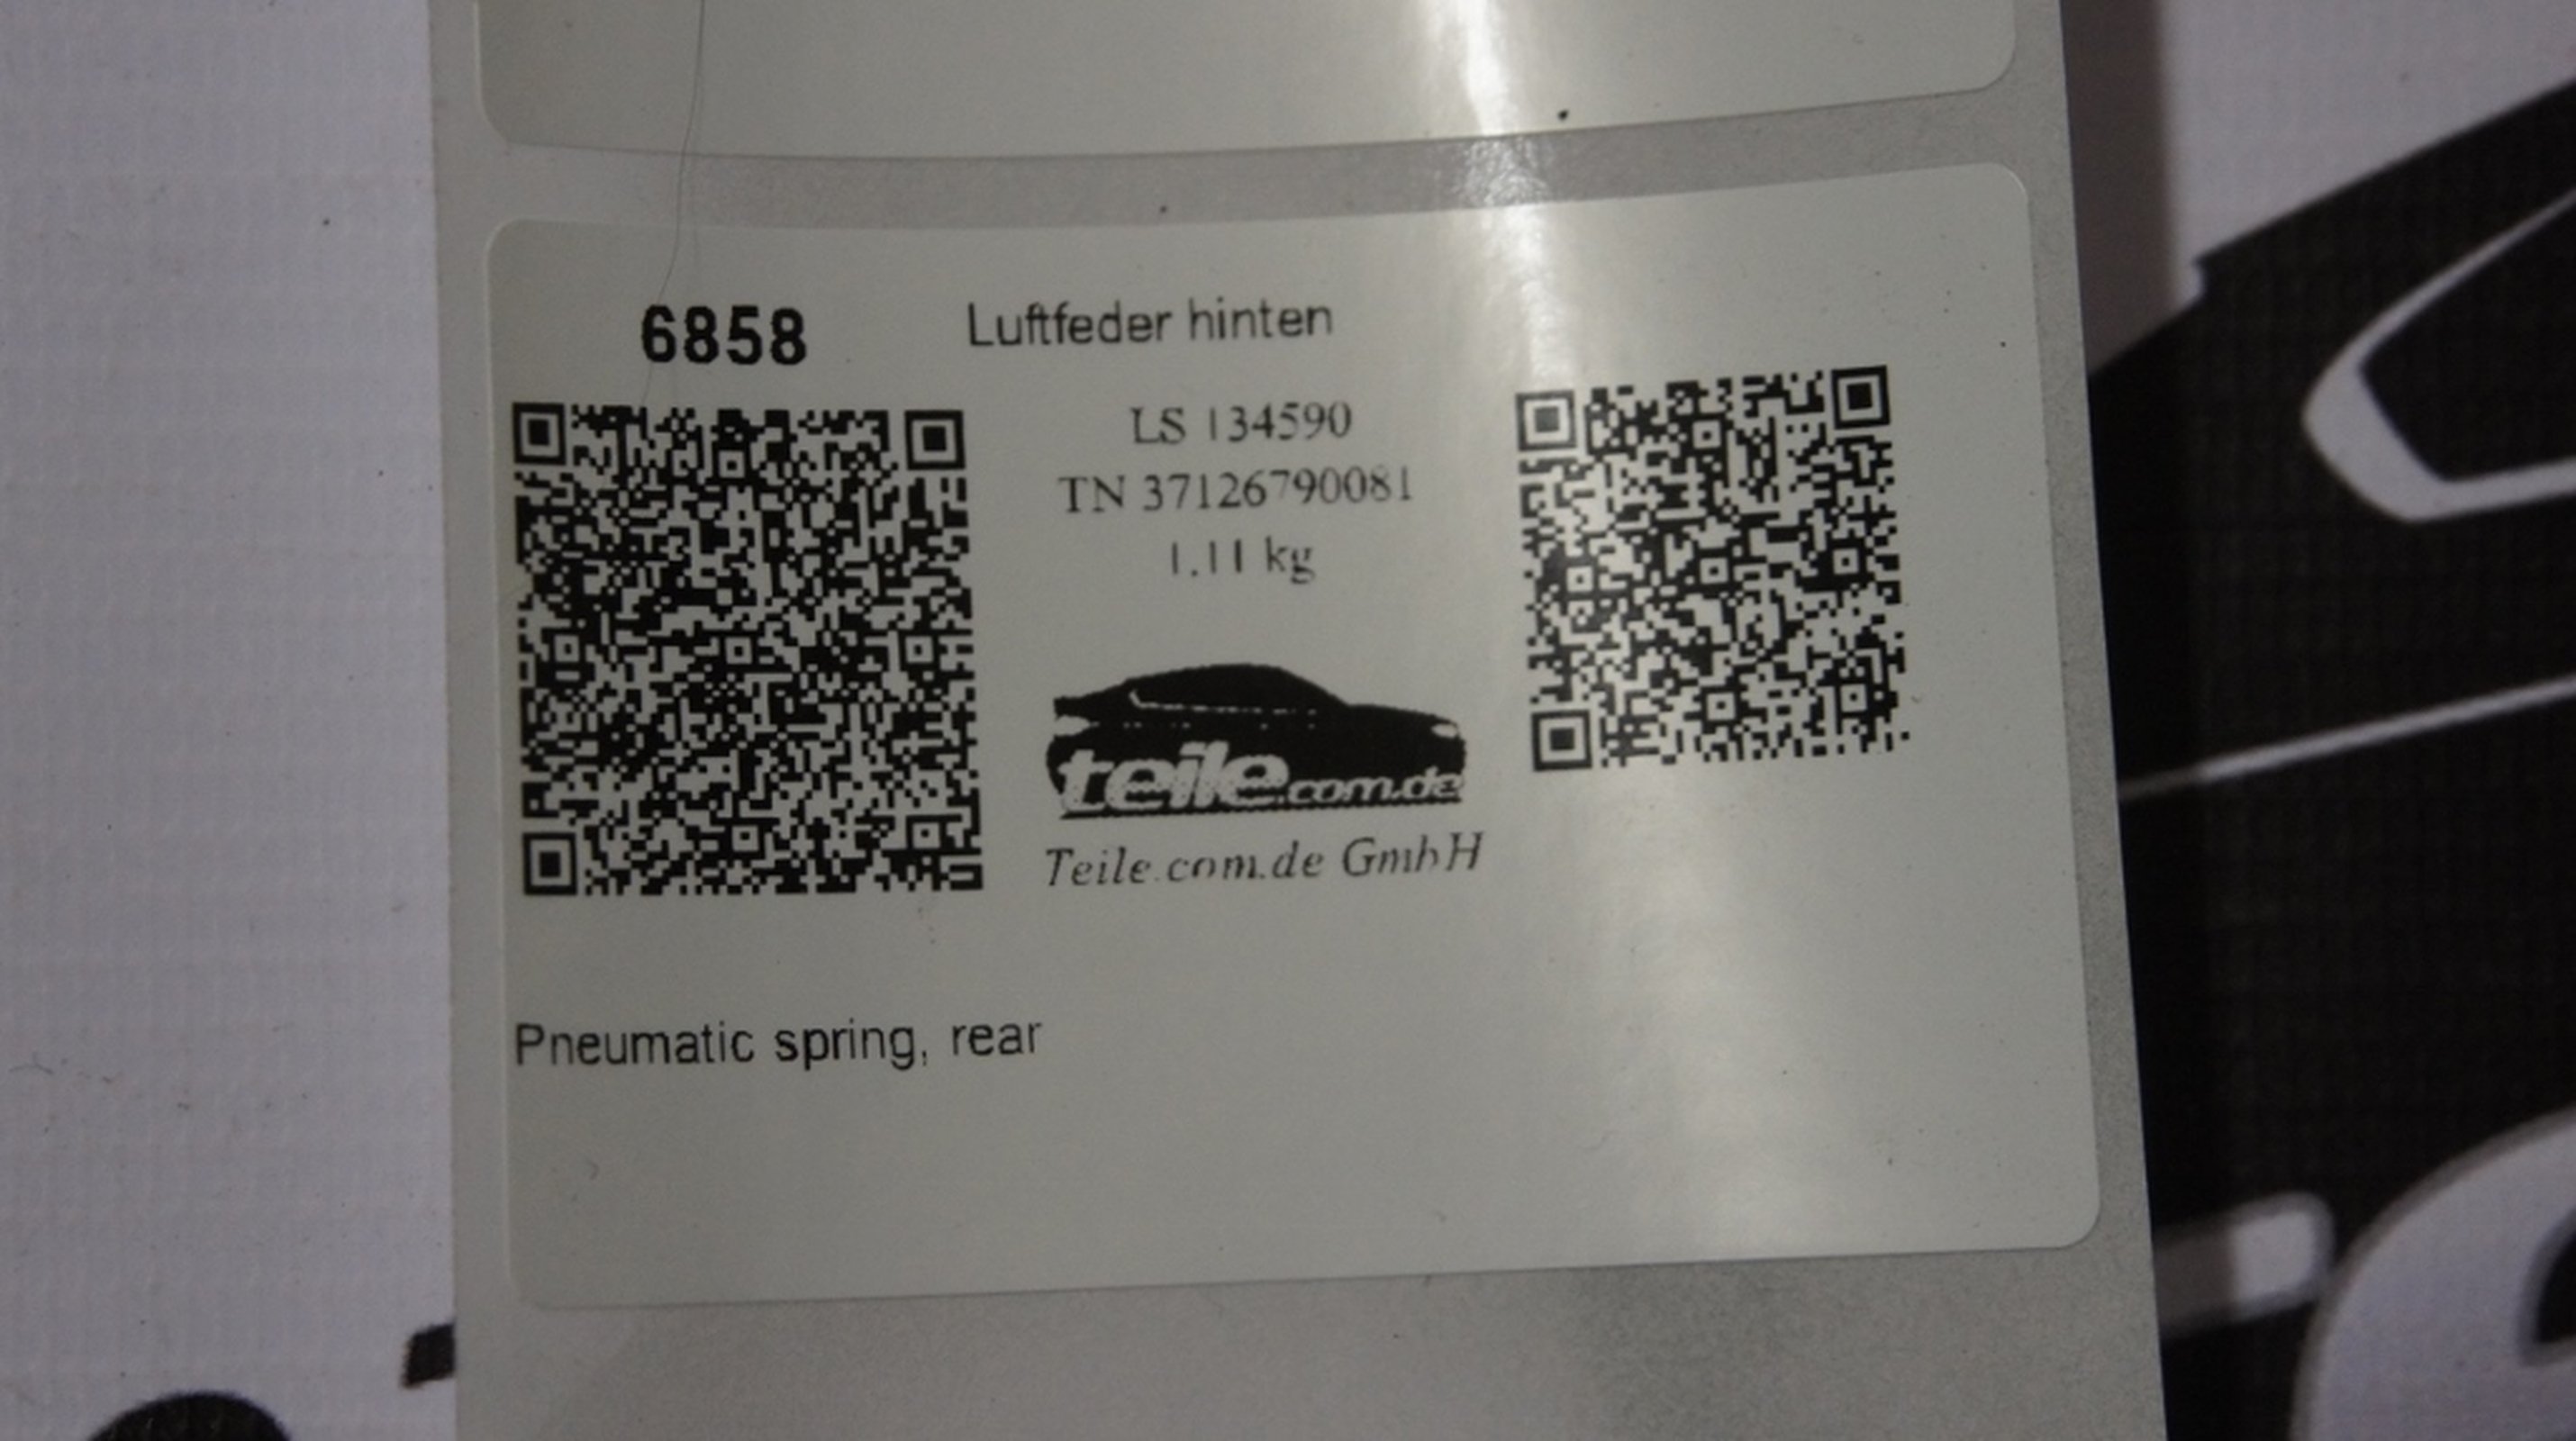 6858
Luftfeder hinten
LS 134590
TN 37126790081
1.11 kg
teile.com.de
Teile.com.de GmbH
Pneumatic spring, rear